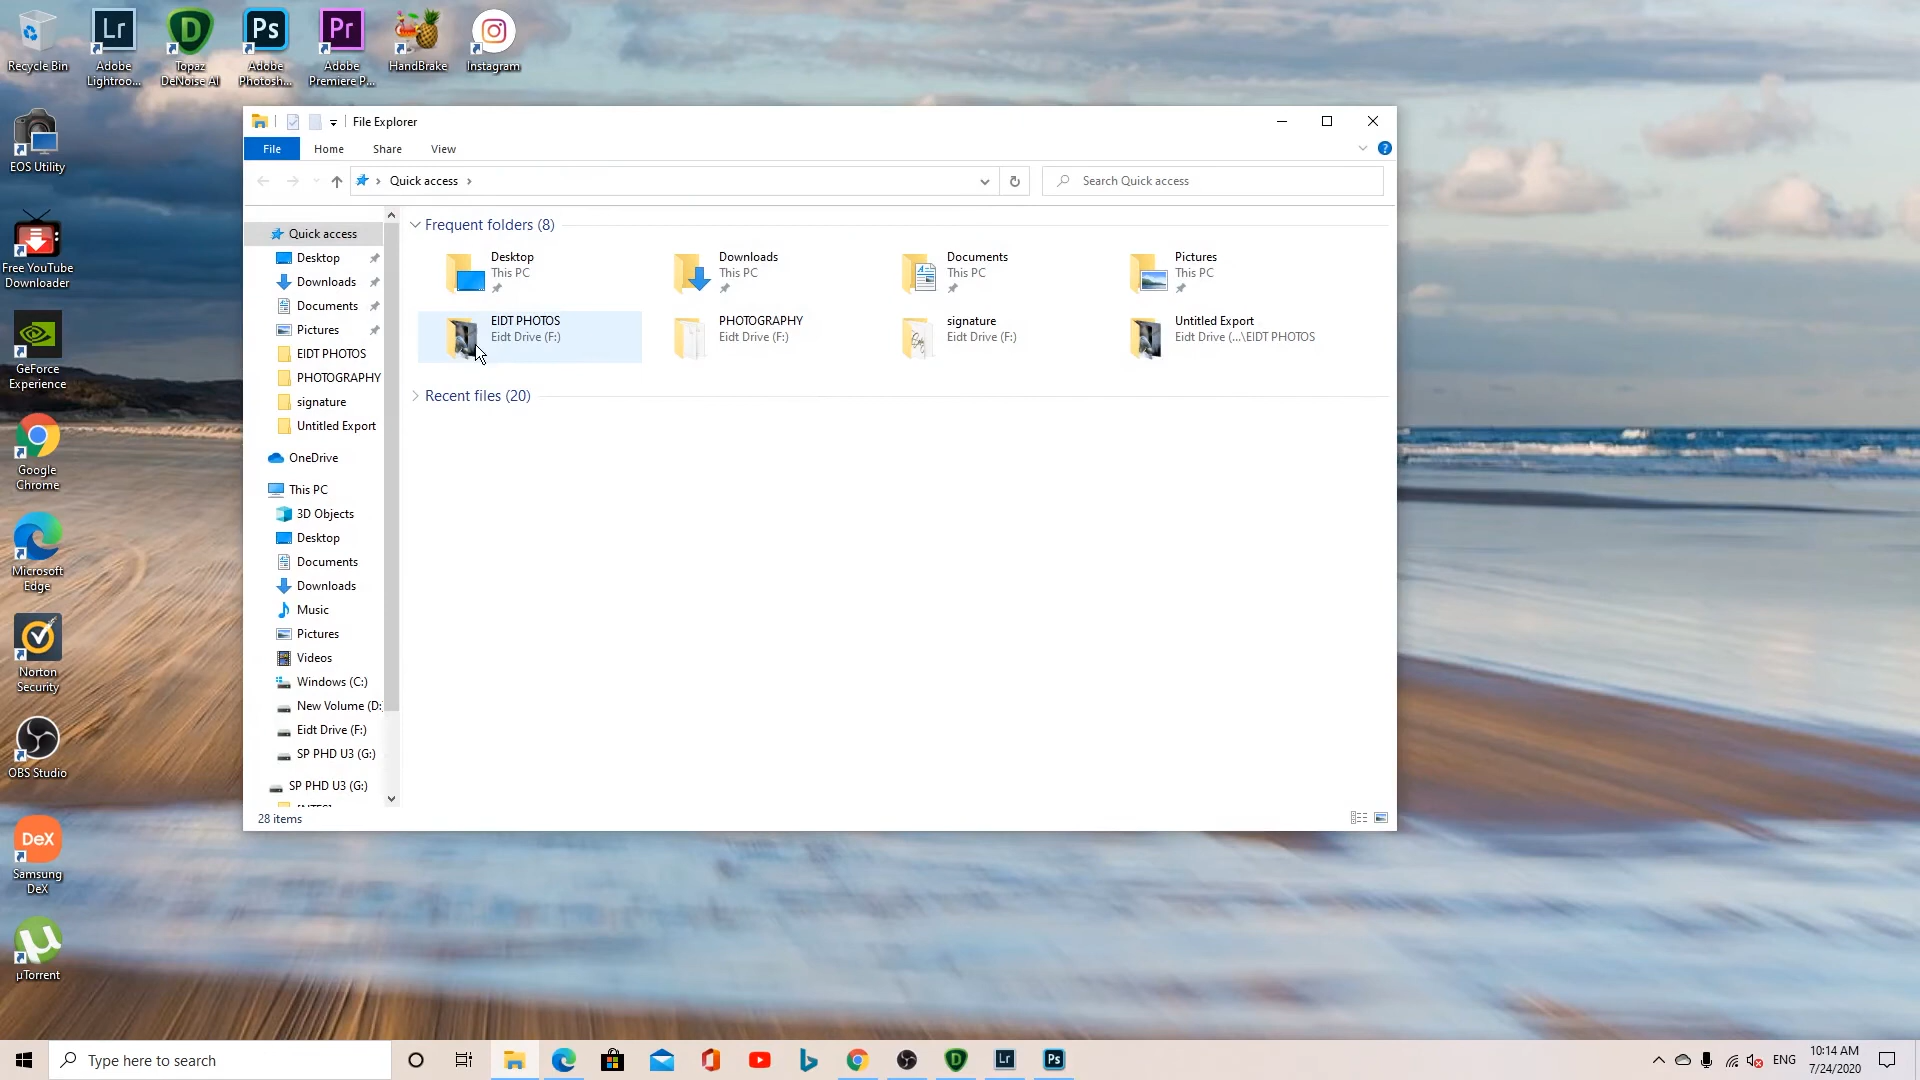 Recycle Bin
Lr
Adobe
Lightroo...
D
Topaz
DeNoise AI
Ps
Adobe
Photosh...
Pr
Adobe
Premiere P...
HandBrake
Instagram
EOS Utility
Free YouTube
Downloader
GeForce
Experience
Google
Chrome
Microsoft
Edge
Norton
Security
OBS Studio
DeX
Samsung
DeX
µTorrent
File Explorer
File
Home
Share
View
?
Quick access
Search Quick access
Quick access
Desktop
Downloads
Documents
Pictures
EIDT PHOTOS
PHOTOGRAPHY
signature
Untitled Export
OneDrive
This PC
3D Objects
Desktop
Documents
Downloads
Music
Pictures
Videos
Windows (C:)
New Volume (D:
Eidt Drive (F:)
SP PHD U3 (G:)
SP PHD U3 (G:)
Frequent folders (8)
Desktop
This PC
Downloads
This PC
Documents
This PC
Pictures
This PC
EIDT PHOTOS
Eidt Drive (F:)
PHOTOGRAPHY
Eidt Drive (F:)
signature
Eidt Drive (F:)
Untitled Export
Eidt Drive (...\EIDT PHOTOS
Recent files (20)
28 items
Type here to search
D
Lr
Ps
ENG
10:14 AM
7/24/2020